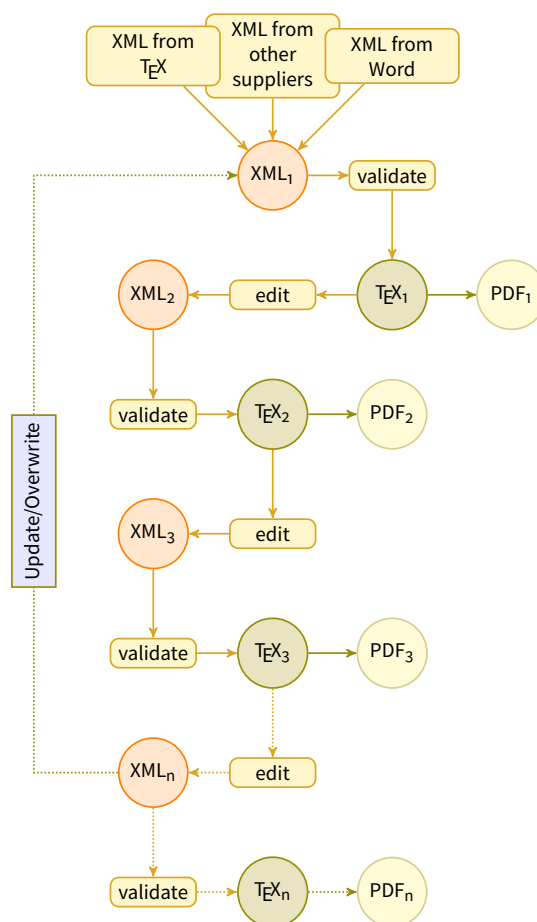 XML from
TEX
XML from
other
suppliers
XML from
Word
XML₁
validate
XML₂
edit
TEX₁
PDF₁
validate
TEX₂
PDF₂
Update/Overwrite
XML₃
edit
validate
TEX₃
PDF₃
XMLₙ
edit
validate
TEXₙ
PDFₙ